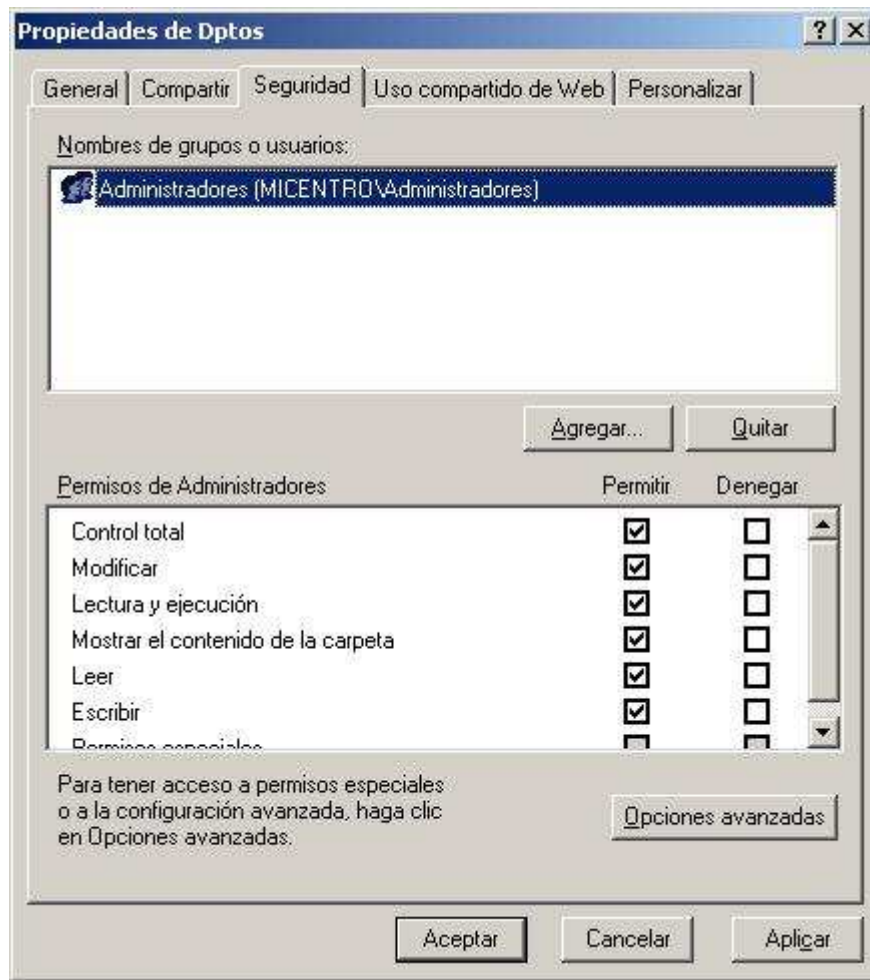 Propiedades de Dptos
General Compartir Seguridad Uso compartido de Web Personalizar
Nombres de grupos o usuarios:
Administradores (MICENTRO\Administradores)
Agregar... Quitar
Permisos de Administradores Permitir Denegar
Control total
Modificar
Lectura y ejecución
Mostrar el contenido de la carpeta
Leer
Escribir
Permisos especiales
Para tener acceso a permisos especiales
o a la configuración avanzada, haga clic
en Opciones avanzadas.
Opciones avanzadas
Aceptar Cancelar Aplicar